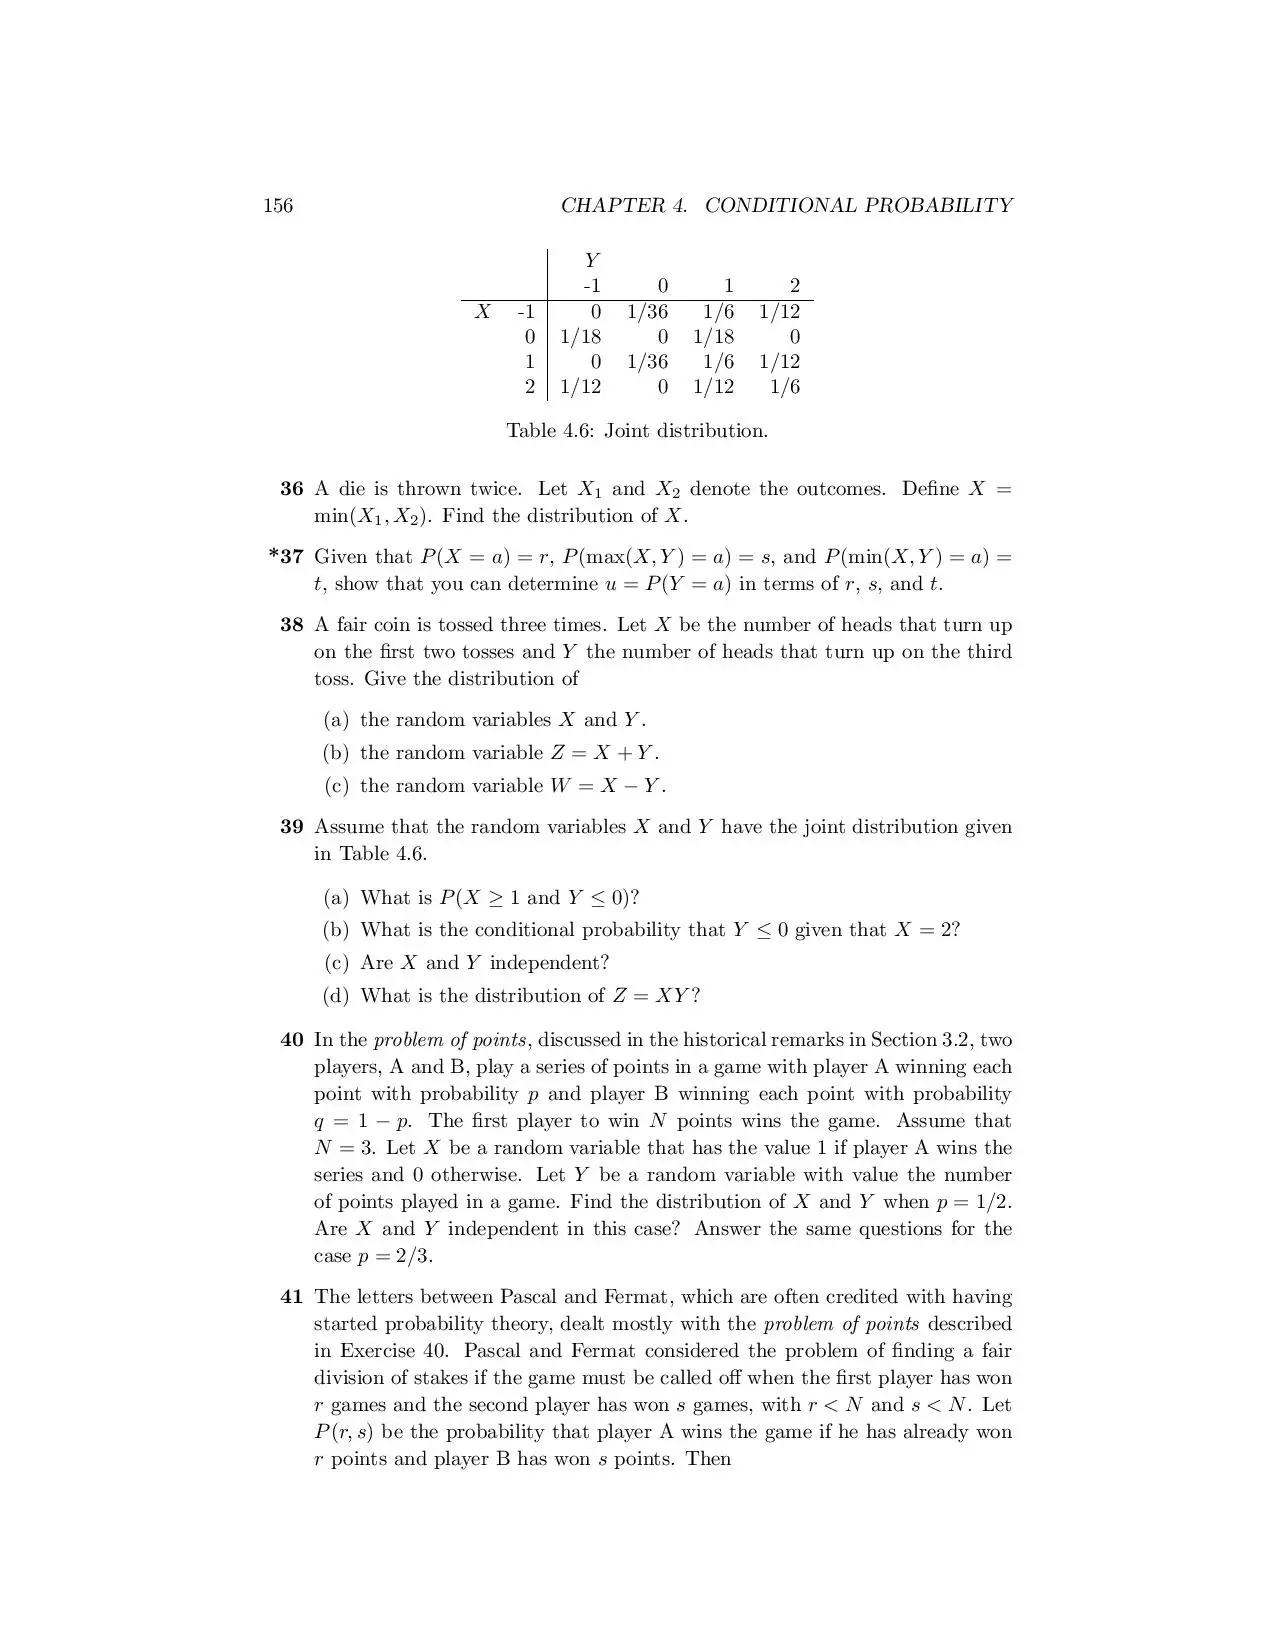 156 CHAPTER 4. CONDITIONAL PROBABILITY
Y
-1 0 1 2
X -1 0 1/36 1/6 1/12
0 1/18 0 1/18 0
1 0 1/36 1/6 1/12
2 1/12 0 1/12 1/6
Table 4.6: Joint distribution.
36 A die is thrown twice. Let X₁ and X₂ denote the outcomes. Define X =
min(X₁, X₂). Find the distribution of X.
*37 Given that P(X = a) = r, P(max(X, Y) = a) = s, and P(min(X, Y) = a) =
t, show that you can determine u = P(Y = a) in terms of r, s, and t.
38 A fair coin is tossed three times. Let X be the number of heads that turn up
on the first two tosses and Y the number of heads that turn up on the third
toss. Give the distribution of
(a) the random variables X and Y.
(b) the random variable Z = X + Y.
(c) the random variable W = X − Y.
39 Assume that the random variables X and Y have the joint distribution given
in Table 4.6.
(a) What is P(X ≥ 1 and Y ≤ 0)?
(b) What is the conditional probability that Y ≤ 0 given that X = 2?
(c) Are X and Y independent?
(d) What is the distribution of Z = XY?
40 In the problem of points, discussed in the historical remarks in Section 3.2, two
players, A and B, play a series of points in a game with player A winning each
point with probability p and player B winning each point with probability
q = 1 − p. The first player to win N points wins the game. Assume that
N = 3. Let X be a random variable that has the value 1 if player A wins the
series and 0 otherwise. Let Y be a random variable with value the number
of points played in a game. Find the distribution of X and Y when p = 1/2.
Are X and Y independent in this case? Answer the same questions for the
case p = 2/3.
41 The letters between Pascal and Fermat, which are often credited with having
started probability theory, dealt mostly with the problem of points described
in Exercise 40. Pascal and Fermat considered the problem of finding a fair
division of stakes if the game must be called off when the first player has won
r games and the second player has won s games, with r < N and s < N. Let
P(r, s) be the probability that player A wins the game if he has already won
r points and player B has won s points. Then